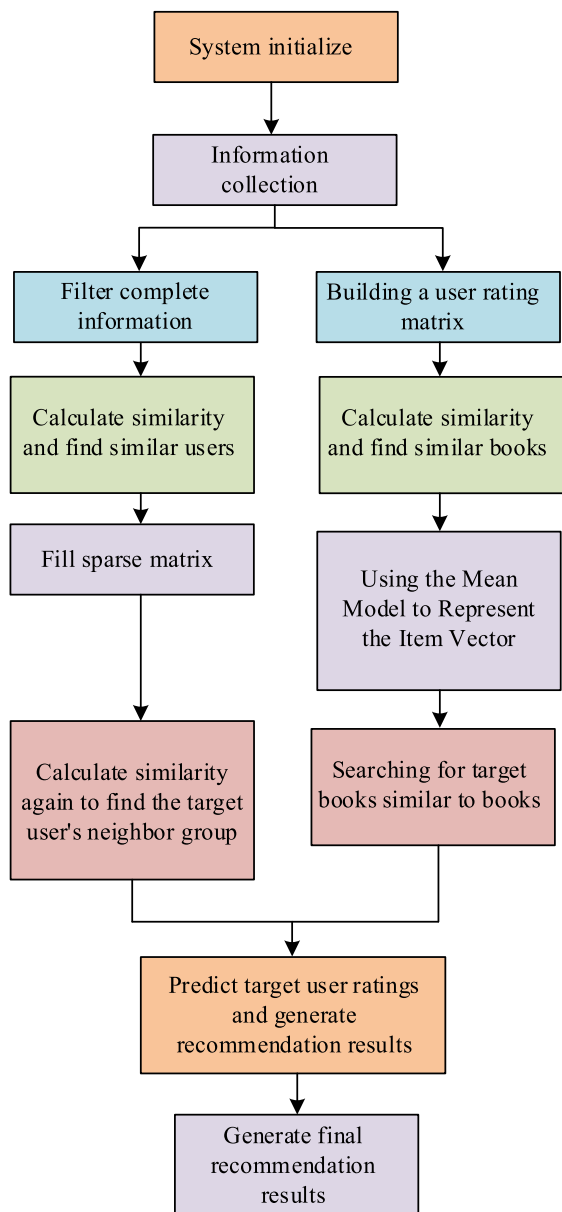 System initialize
Information
collection
Filter complete
information
Building a user rating
matrix
Calculate similarity
and find similar users
Calculate similarity
and find similar books
Fill sparse matrix
Using the Mean
Model to Represent
the Item Vector
Calculate similarity
again to find the target
user's neighbor group
Searching for target
books similar to books
Predict target user ratings
and generate
recommendation results
Generate final
recommendation
results